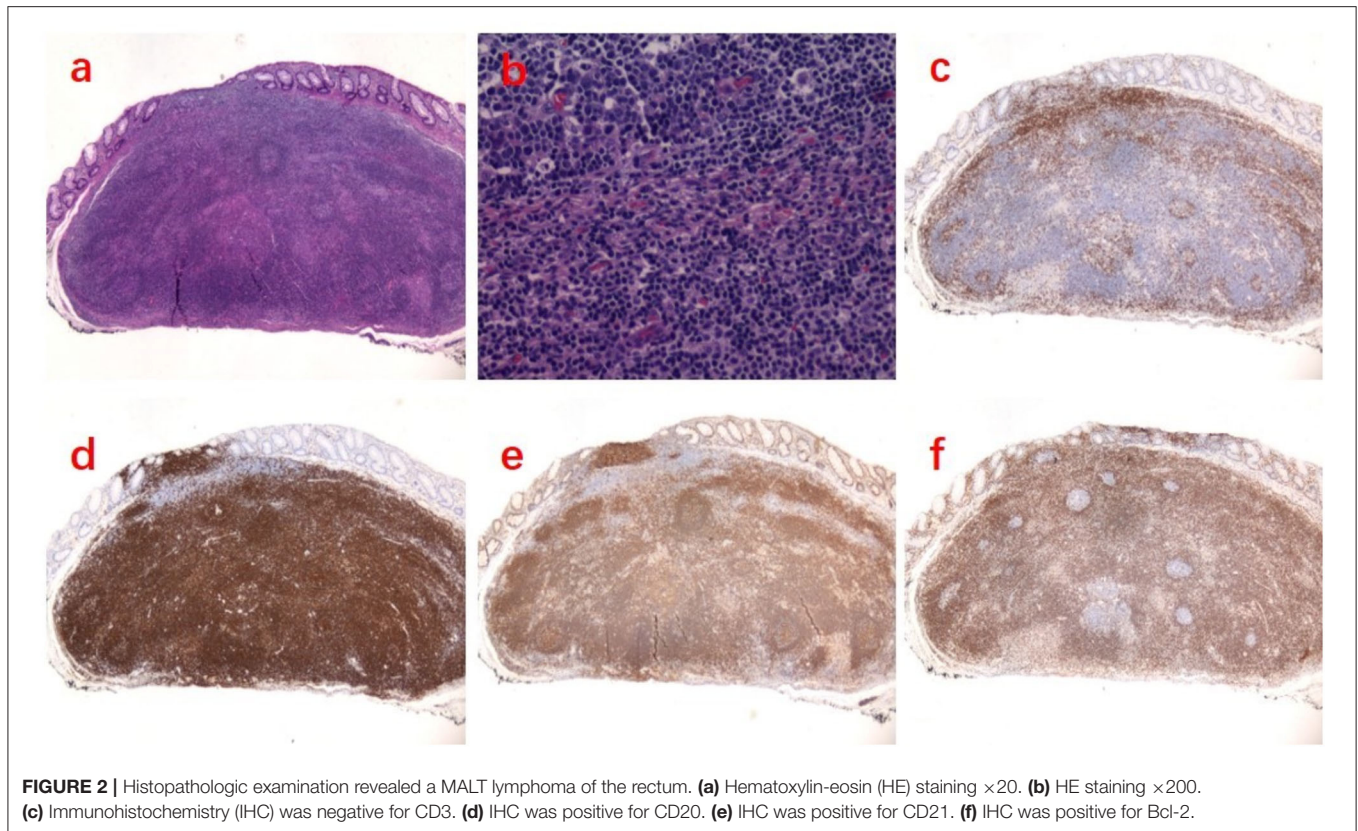 a
b
c
d
e
f
FIGURE 2 | Histopathologic examination revealed a MALT lymphoma of the rectum. (a) Hematoxylin-eosin (HE) staining ×20. (b) HE staining ×200.
(c) Immunohistochemistry (IHC) was negative for CD3. (d) IHC was positive for CD20. (e) IHC was positive for CD21. (f) IHC was positive for Bcl-2.